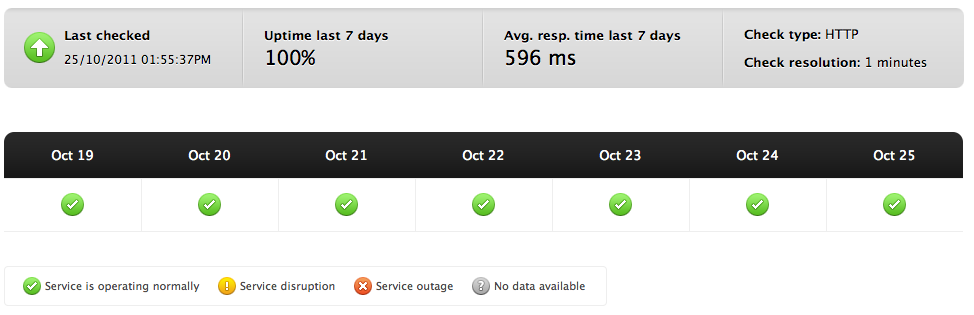 Last checked
25/10/2011 01:55:37PM
Uptime last 7 days
100%
Avg. resp. time last 7 days
596 ms
Check type: HTTP
Check resolution: 1 minutes
Oct 19 Oct 20 Oct 21 Oct 22 Oct 23 Oct 24 Oct 25
Service is operating normally Service disruption Service outage No data available